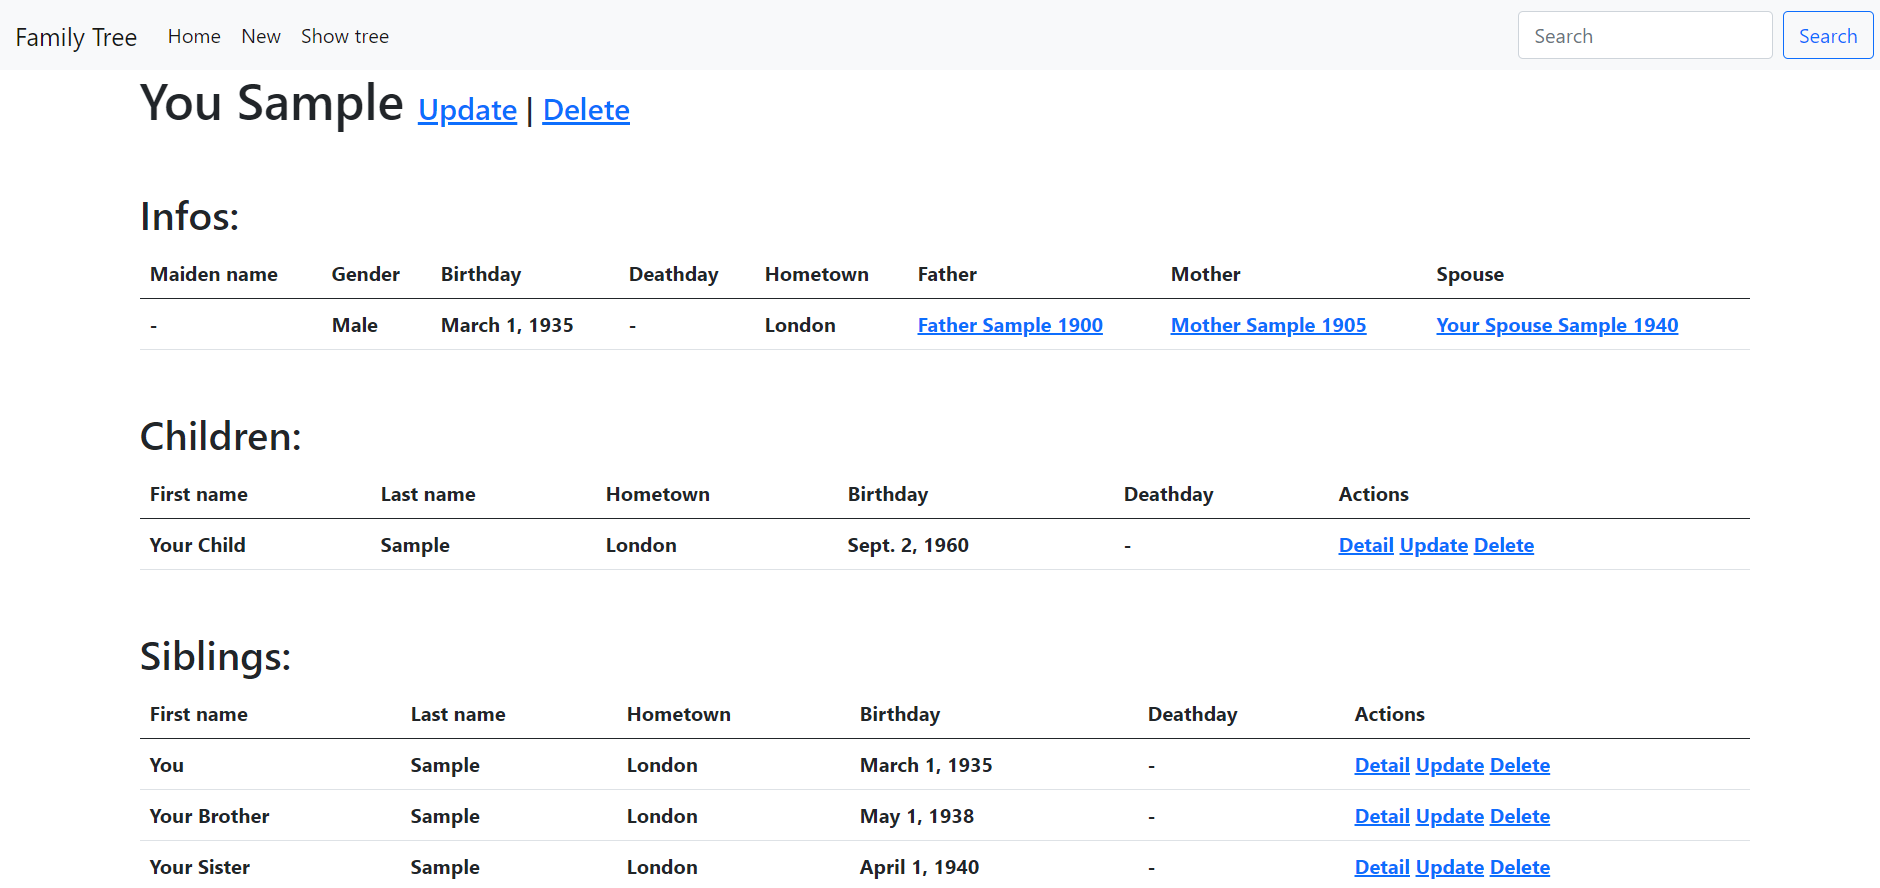 Family Tree Home New Show tree Search Search
You Sample Update | Delete
Infos:
Maiden name Gender Birthday Deathday Hometown Father Mother Spouse
- Male March 1, 1935 - London Father Sample 1900 Mother Sample 1905 Your Spouse Sample 1940
Children:
First name Last name Hometown Birthday Deathday Actions
Your Child Sample London Sept. 2, 1960 - Detail Update Delete
Siblings:
First name Last name Hometown Birthday Deathday Actions
You Sample London March 1, 1935 - Detail Update Delete
Your Brother Sample London May 1, 1938 - Detail Update Delete
Your Sister Sample London April 1, 1940 - Detail Update Delete